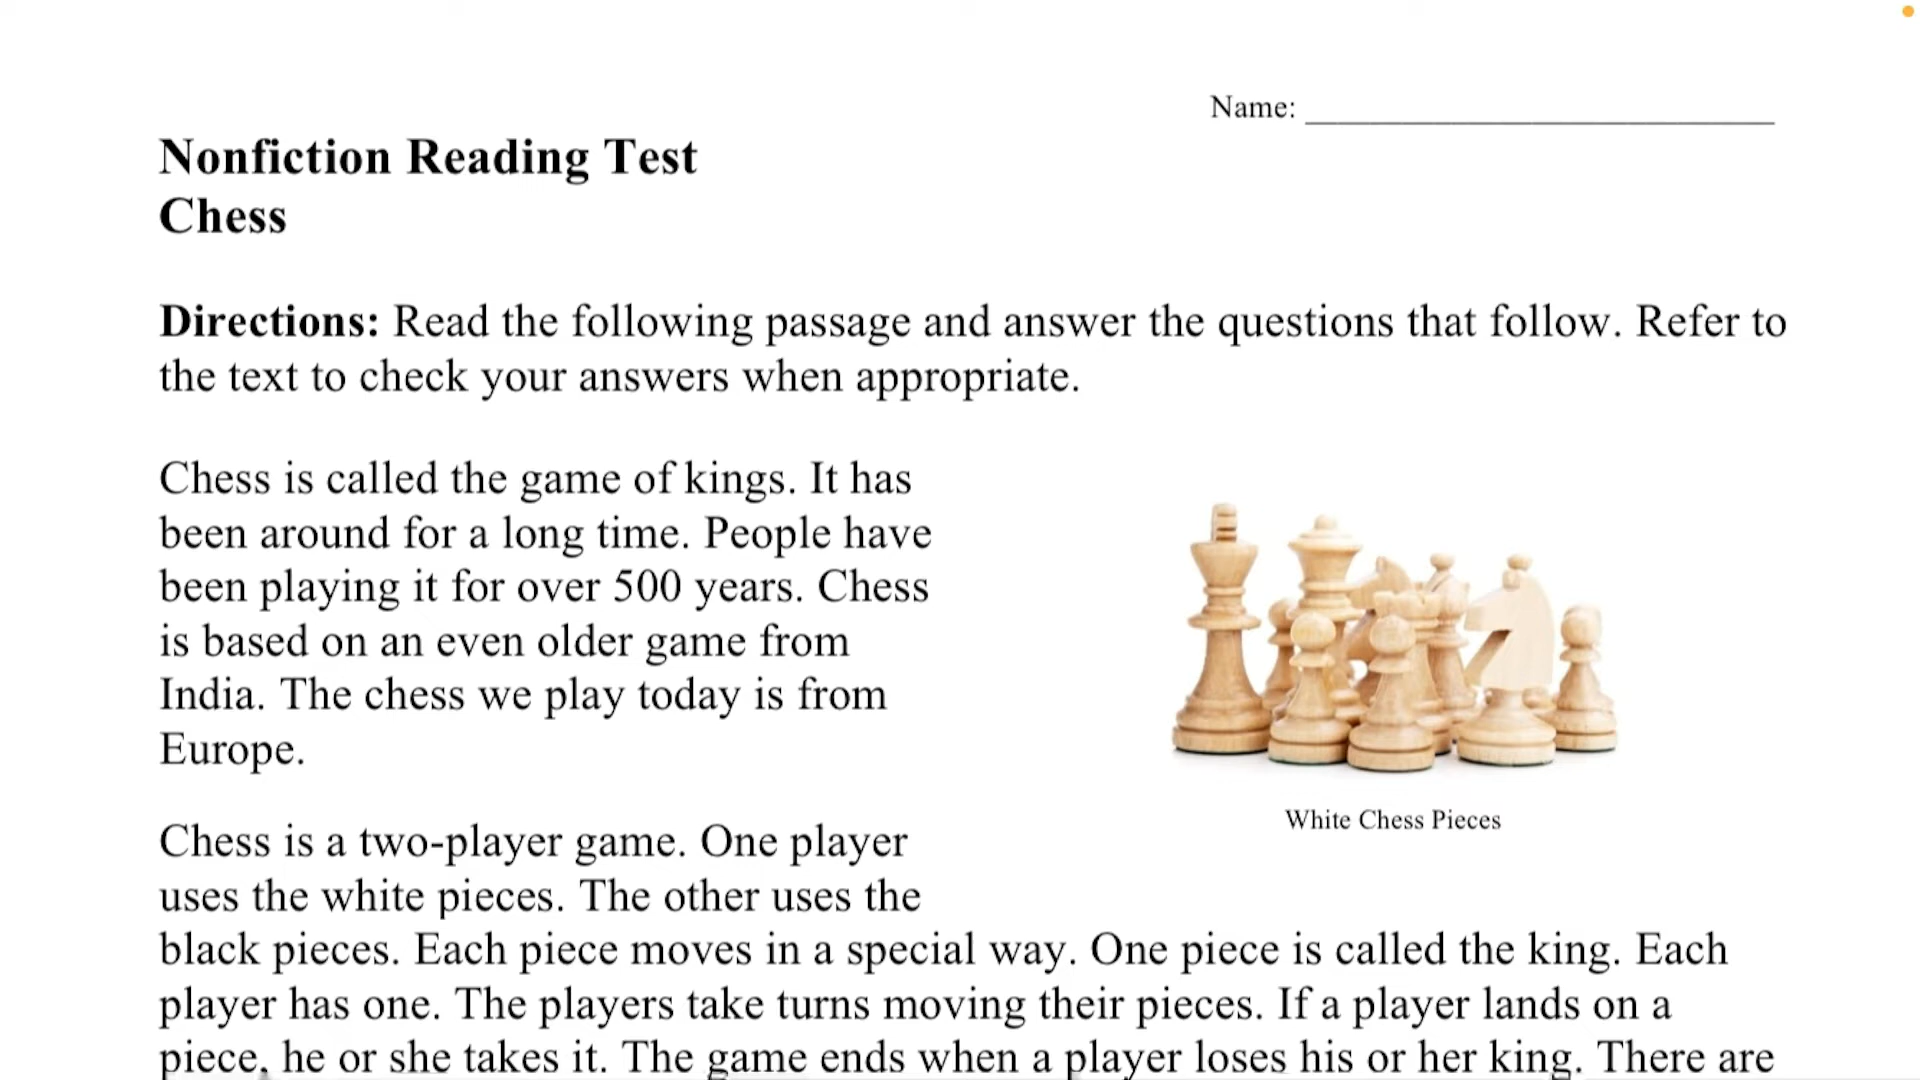 Name: ______________________________
Nonfiction Reading Test
Chess
Directions: Read the following passage and answer the questions that follow. Refer to
the text to check your answers when appropriate.
Chess is called the game of kings. It has
been around for a long time. People have
been playing it for over 500 years. Chess
is based on an even older game from
India. The chess we play today is from
Europe.
White Chess Pieces
Chess is a two-player game. One player
uses the white pieces. The other uses the
black pieces. Each piece moves in a special way. One piece is called the king. Each
player has one. The players take turns moving their pieces. If a player lands on a
piece, he or she takes it. The game ends when a player loses his or her king. There are